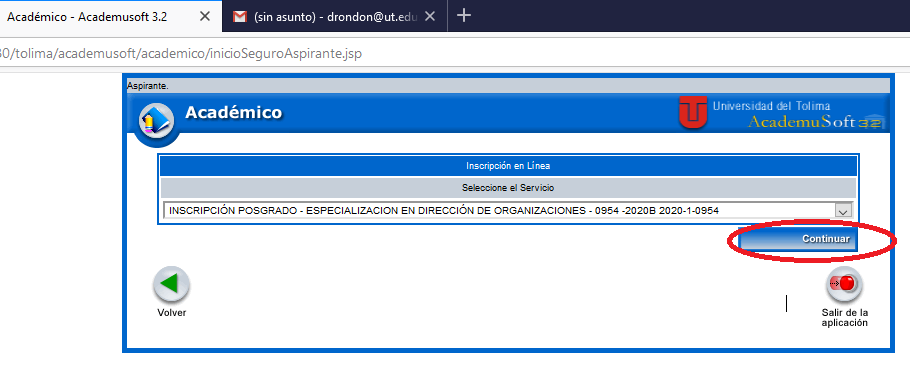 Académico - Academusoft 3.2
(sin asunto) - drondon@ut.edu
30/tolima/academusoft/academico/inicioSeguroAspirante.jsp
Aspirante.
Académico
Universidad del Tolima
AcademuSoft 3.2
Inscripción en Línea
Seleccione el Servicio
INSCRIPCIÓN POSGRADO - ESPECIALIZACION EN DIRECCIÓN DE ORGANIZACIONES - 0954 -2020B 2020-1-0954
Continuar
Volver
Salir de la
aplicación